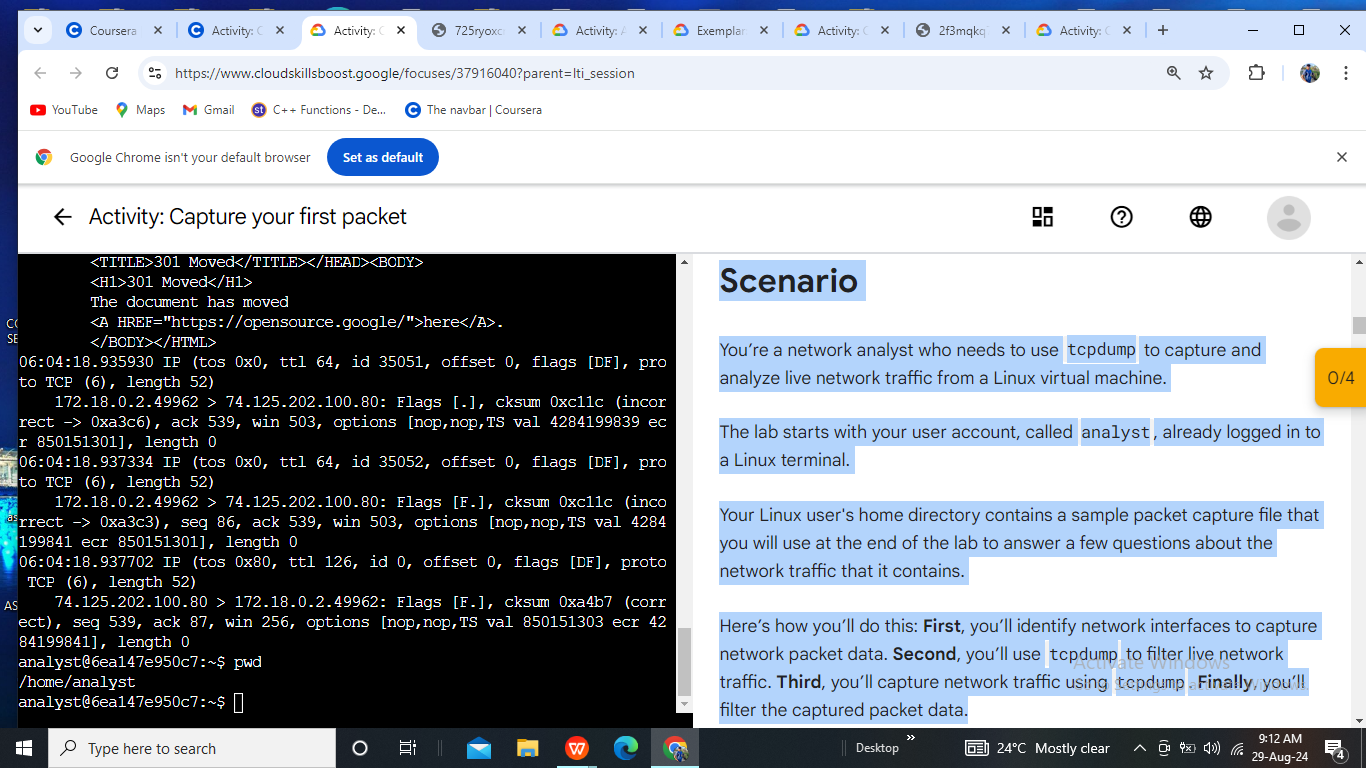 Coursera
Activity: C
Activity: C
725ryoxc
Activity: A
Exemplar
Activity: C
2f3mqkq
Activity: C
https://www.cloudskillsboost.google/focuses/37916040?parent=lti_session
YouTube
Maps
Gmail
C++ Functions - De...
The navbar | Coursera
Google Chrome isn't your default browser
Set as default
Activity: Capture your first packet
<TITLE>301 Moved</TITLE></HEAD><BODY>
<H1>301 Moved</H1>
The document has moved
<A HREF="https://opensource.google/">here</A>.
</BODY></HTML>
06:04:18.935930 IP (tos 0x0, ttl 64, id 35051, offset 0, flags [DF], pro
to TCP (6), length 52)
172.18.0.2.49962 > 74.125.202.100.80: Flags [.], cksum 0xc11c (incor
rect -> 0xa3c6), ack 539, win 503, options [nop,nop,TS val 4284199839 ec
r 850151301], length 0
06:04:18.937334 IP (tos 0x0, ttl 64, id 35052, offset 0, flags [DF], pro
to TCP (6), length 52)
172.18.0.2.49962 > 74.125.202.100.80: Flags [F.], cksum 0xc11c (inco
rrect -> 0xa3c3), seq 86, ack 539, win 503, options [nop,nop,TS val 4284
199841 ecr 850151301], length 0
06:04:18.937702 IP (tos 0x80, ttl 126, id 0, offset 0, flags [DF], proto
TCP (6), length 52)
74.125.202.100.80 > 172.18.0.2.49962: Flags [F.], cksum 0xa4b7 (corr
ect), seq 539, ack 87, win 256, options [nop,nop,TS val 850151303 ecr 42
84199841], length 0
analyst@6ea147e950c7:~$ pwd
/home/analyst
analyst@6ea147e950c7:~$
Scenario
You’re a network analyst who needs to use tcpdump to capture and
analyze live network traffic from a Linux virtual machine.
The lab starts with your user account, called analyst, already logged in to
a Linux terminal.
Your Linux user's home directory contains a sample packet capture file that
you will use at the end of the lab to answer a few questions about the
network traffic that it contains.
Here’s how you’ll do this: First, you’ll identify network interfaces to capture
network packet data. Second, you’ll use tcpdump to filter live network
traffic. Third, you’ll capture network traffic using tcpdump. Finally, you’ll
filter the captured packet data.
0/4
Activate Windows
Type here to search
Desktop
24°C Mostly clear
9:12 AM
29-Aug-24
4